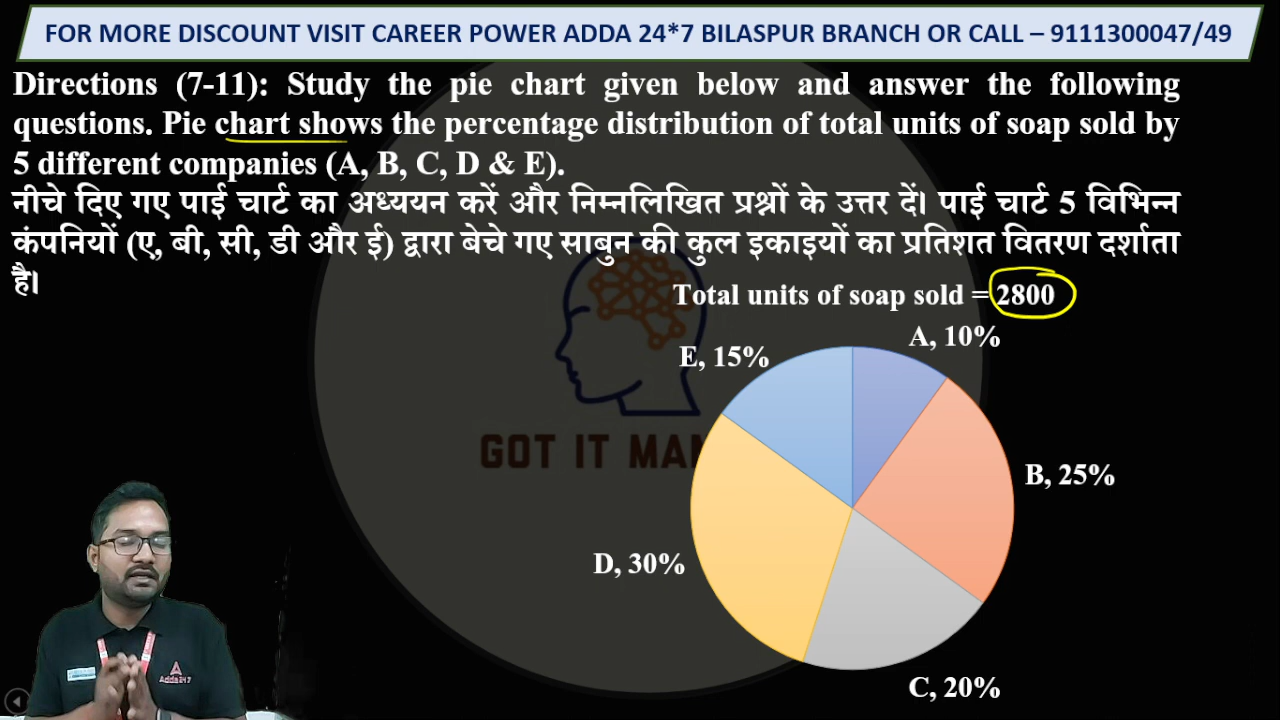 FOR MORE DISCOUNT VISIT CAREER POWER ADDA 24*7 BILASPUR BRANCH OR CALL – 9111300047/49
Directions (7-11): Study the pie chart given below and answer the following
questions. Pie chart shows the percentage distribution of total units of soap sold by
5 different companies (A, B, C, D & E).
नीचे दिए गए पाई चार्ट का अध्ययन करें और निम्नलिखित प्रश्नों के उत्तर दें। पाई चार्ट 5 विभिन्न
कंपनियों (ए, बी, सी, डी और ई) द्वारा बेचे गए साबुन की कुल इकाइयों का प्रतिशत वितरण दर्शाता
है।
Total units of soap sold = 2800
A, 10%
E, 15%
GOT IT
B, 25%
D, 30%
C, 20%
Adda247